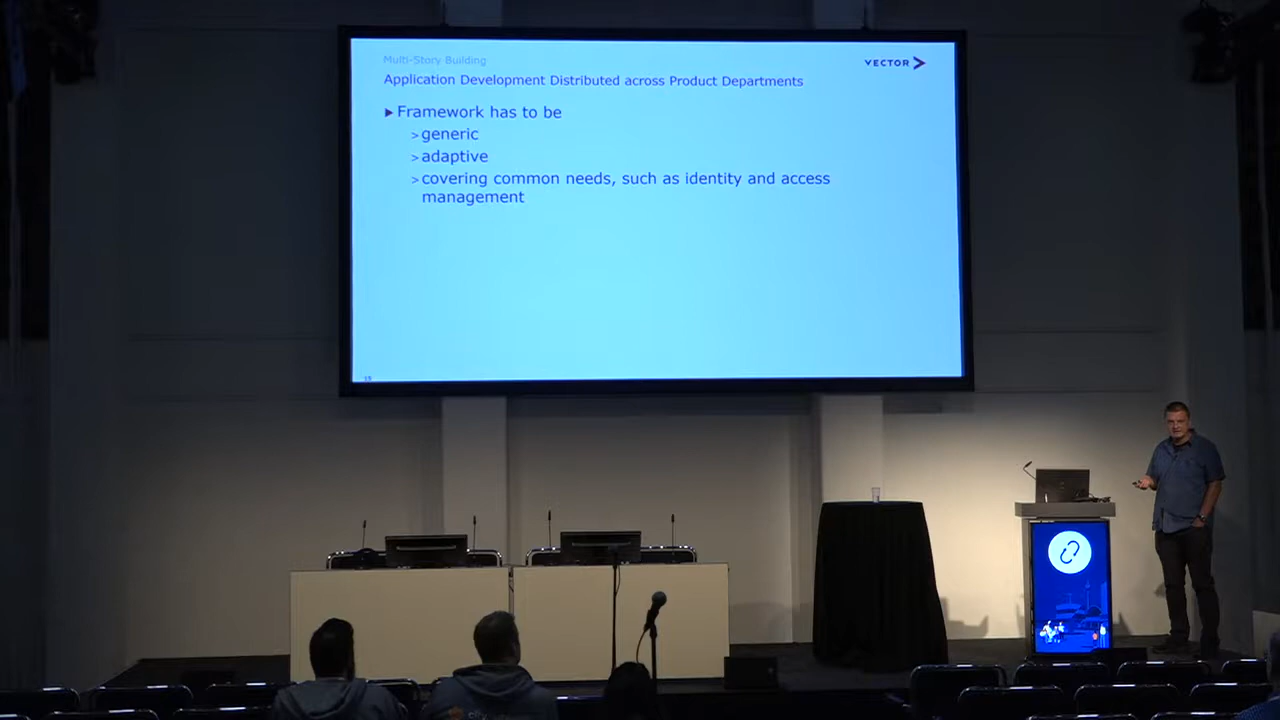 Multi-Story Building
VECTOR
Application Development Distributed across Product Departments
Framework has to be
generic
adaptive
covering common needs, such as identity and access
management